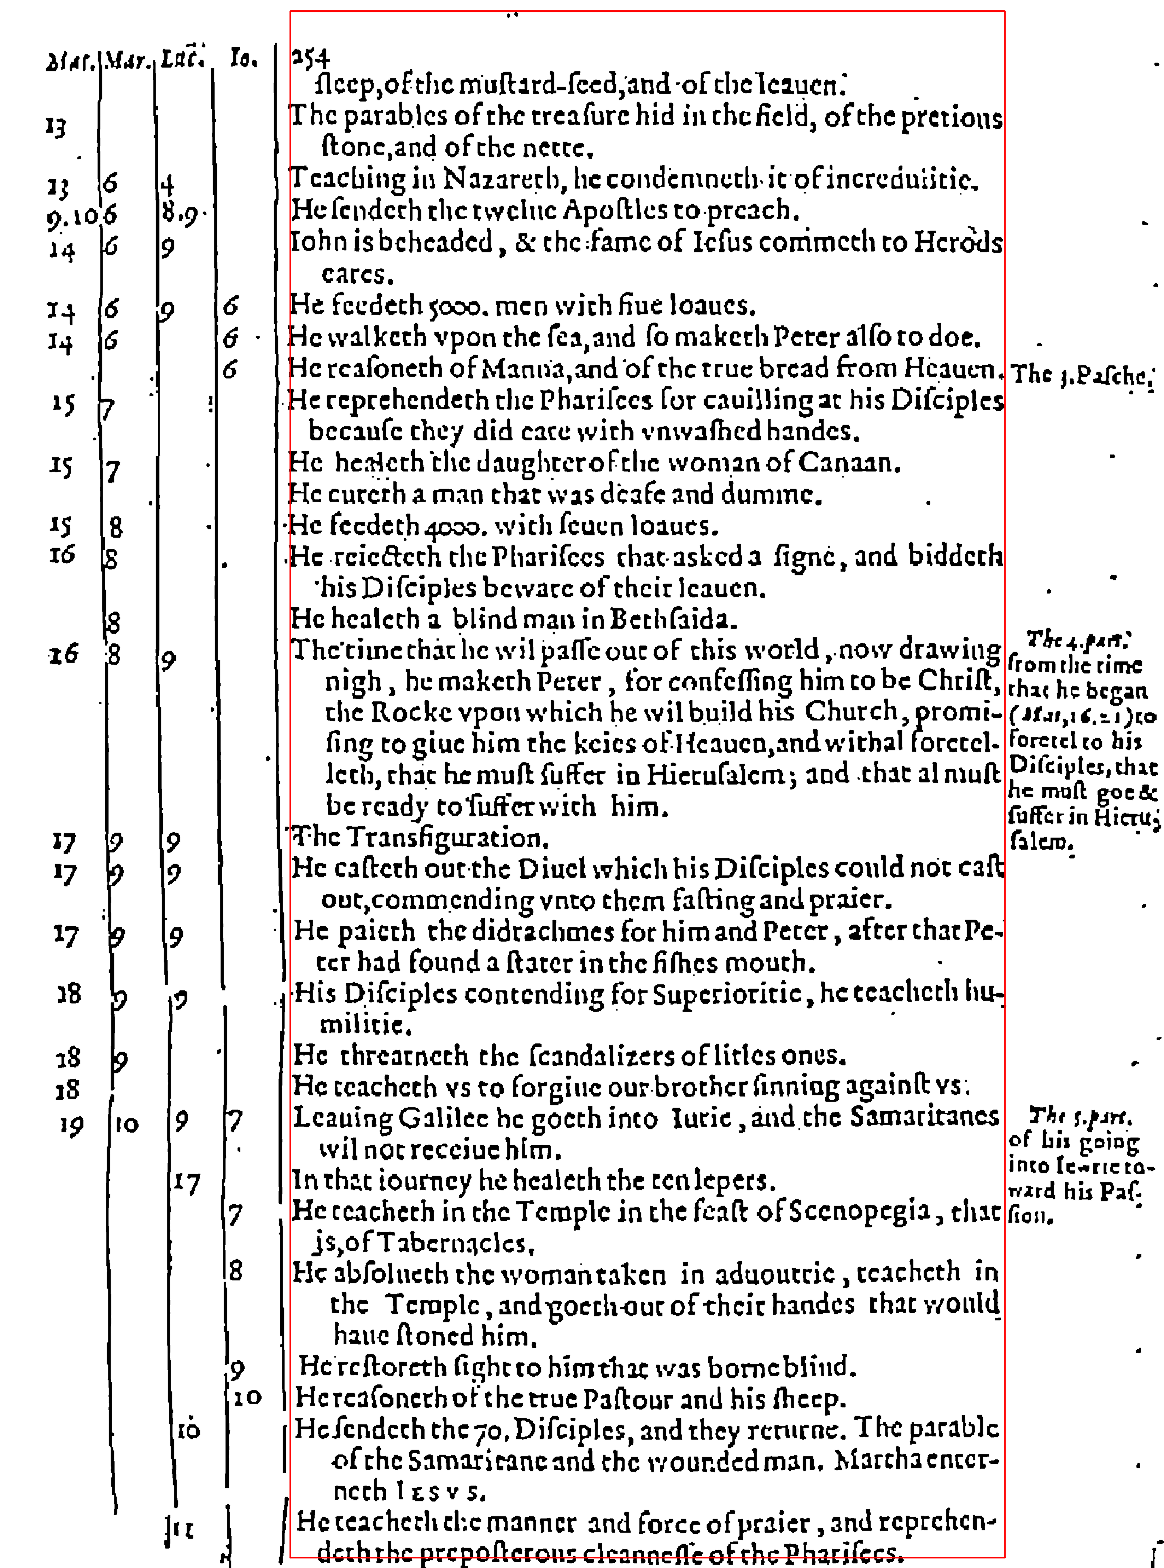 Mat. Mar. Luc. Io. 254
sleep, of the mustard-seed, and of the leauen.
13 The parables of the treasure hid in the field, of the pretious
stone, and of the nette.
13 6 4 Teaching in Nazareth, he condemneth it of incredulitie.
9.10 6 8.9 He sendeth the twelue Apostles to preach.
14 6 9 Iohn is beheaded, & the fame of Iesus commeth to Herods
eares.
14 6 9 6 He feedeth 5000. men with fiue loaues.
14 6 6 He walketh vpon the sea, and so maketh Peter also to doe.
6 He reasoneth of Manna, and of the true bread from Heauen. The 3. Pasche.
15 7 He reprehendeth the Pharisees for cauilling at his Disciples
because they did eate with vnwashed handes.
15 7 He healeth the daughter of the woman of Canaan.
He cureth a man that was deafe and dumme.
15 8 He feedeth 4000. with seuen loaues.
16 8 He reiecteth the Pharisees that asked a signe, and biddeth
his Disciples beware of their leauen.
8 He healeth a blind man in Bethsaida.
16 8 9 The time that he wil passe out of this world, now drawing
nigh, he maketh Peter, for confessing him to be Christ,
the Rocke vpon which he wil build his Church, promi-
sing to giue him the keies of Heauen, and withal foretel-
leth, that he must suffer in Hierusalem; and that al must
be ready to suffer with him.
The 4. part.
from the time
that he began
(Mat, 16. 21) to
foretel to his
Disciples, that
he must goe &
suffer in Hieru-
salem.
17 9 9 The Transfiguration.
17 9 9 He casteth out the Diuel which his Disciples could not cast
out, commending vnto them fasting and praier.
17 9 9 He paieth the didrachmes for him and Peter, after that Pe-
ter had found a stater in the fishes mouth.
18 9 9 His Disciples contending for Superioritie, he teacheth hu-
militie.
18 9 He threatneth the scandalizers of litles ones.
18 He teacheth vs to forgiue our brother sinning against vs.
19 10 9 7 Leauing Galilee he goeth into Iurie, and the Samaritanes
wil not receiue him.
17 In that iourney he healeth the ten lepers.
7 He teacheth in the Temple in the feast of Scenopegia, that
is, of Tabernacles.
The 5. part.
of his going
into Iewrie to-
ward his Pas-
sion.
8 He absolueth the woman taken in aduoutrie, teacheth in
the Temple, and goeth out of their handes that would
haue stoned him.
9 He restoreth sight to him that was borne blind.
10 He reasoneth of the true Pastour and his sheep.
10 He sendeth the 70. Disciples, and they returne. The parable
of the Samaritane and the wounded man. Martha enter-
neth IESVS.
11 He teacheth the manner and force of praier, and reprehen-
deth the preposterous cleannesse of the Pharisees.